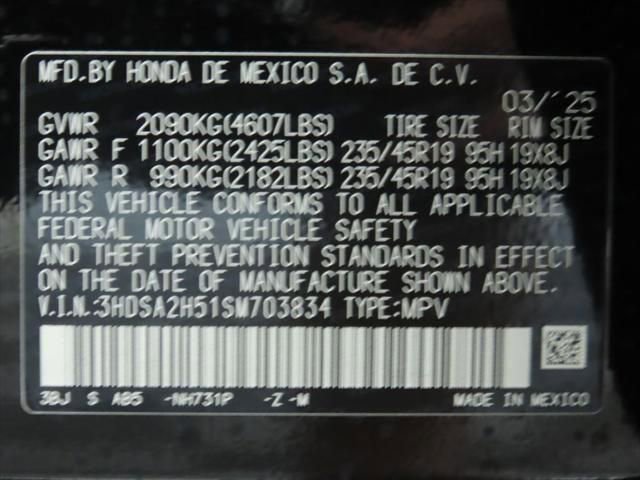 MFD.BY HONDA DE MEXICO S.A. DE C.V.
03/'25
GVWR 2090KG(4607LBS) TIRE SIZE RIM SIZE
GAWR F 1100KG(2425LBS) 235/45R19 95H 19X8J
GAWR R 990KG(2182LBS) 235/45R19 95H 19X8J
THIS VEHICLE CONFORMS TO ALL APPLICABLE
FEDERAL MOTOR VEHICLE SAFETY
AND THEFT PREVENTION STANDARDS IN EFFECT
ON THE DATE OF MANUFACTURE SHOWN ABOVE.
V.I.N.:3HDSA2H51SM703834 TYPE:MPV
3BJ S AB5 -NH731P -Z -M MADE IN MEXICO